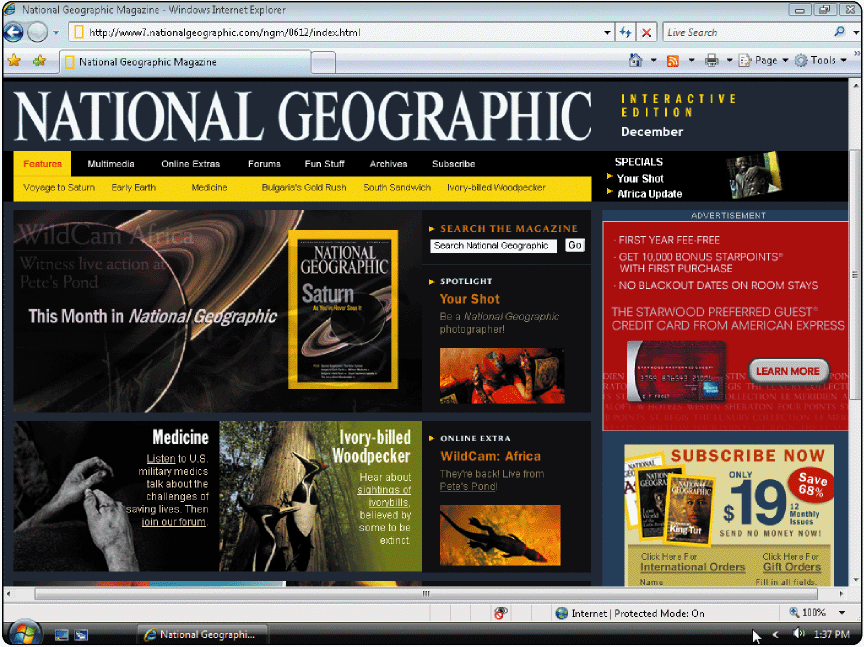 National Geographic Magazine - Windows Internet Explorer
http://www7.nationalgeographic.com/ngm/0612/index.html
Live Search
National Geographic Magazine
Page
Tools
NATIONAL GEOGRAPHIC
INTERACTIVE
EDITION
December
Features Multimedia Online Extras Forums Fun Stuff Archives Subscribe
Voyage to Saturn Early Earth Medicine Bulgaria's Gold Rush South Sandwich Ivory-billed Woodpecker
SPECIALS
Your Shot
Africa Update
WildCam Africa
Witness live action at
Pete's Pond
This Month in National Geographic
NATIONAL
GEOGRAPHIC
Saturn
As You've Never Seen It
SEARCH THE MAGAZINE
Search National Geographic Go
SPOTLIGHT
Your Shot
Be a National Geographic
photographer!
ADVERTISEMENT
· FIRST YEAR FEE-FREE
· GET 10,000 BONUS STARPOINTS®
WITH FIRST PURCHASE
· NO BLACKOUT DATES ON ROOM STAYS
THE STARWOOD PREFERRED GUEST®
CREDIT CARD FROM AMERICAN EXPRESS
LEARN MORE
Medicine
Listen to U.S.
military medics
talk about the
challenges of
saving lives. Then
join our forum.
Ivory-billed
Woodpecker
Hear about
sightings of
ivorybills,
believed by
some to be
extinct.
ONLINE EXTRA
WildCam: Africa
They're back! Live from
Pete's Pond!
SUBSCRIBE NOW
ONLY
$19
12
Monthly
Issues
Save
68%
SEND NO MONEY NOW!
King Tut
Click Here For
International Orders
Click Here For
Gift Orders
Name
Fill in all fields.
Internet | Protected Mode: On
100%
National Geographi...
1:37 PM